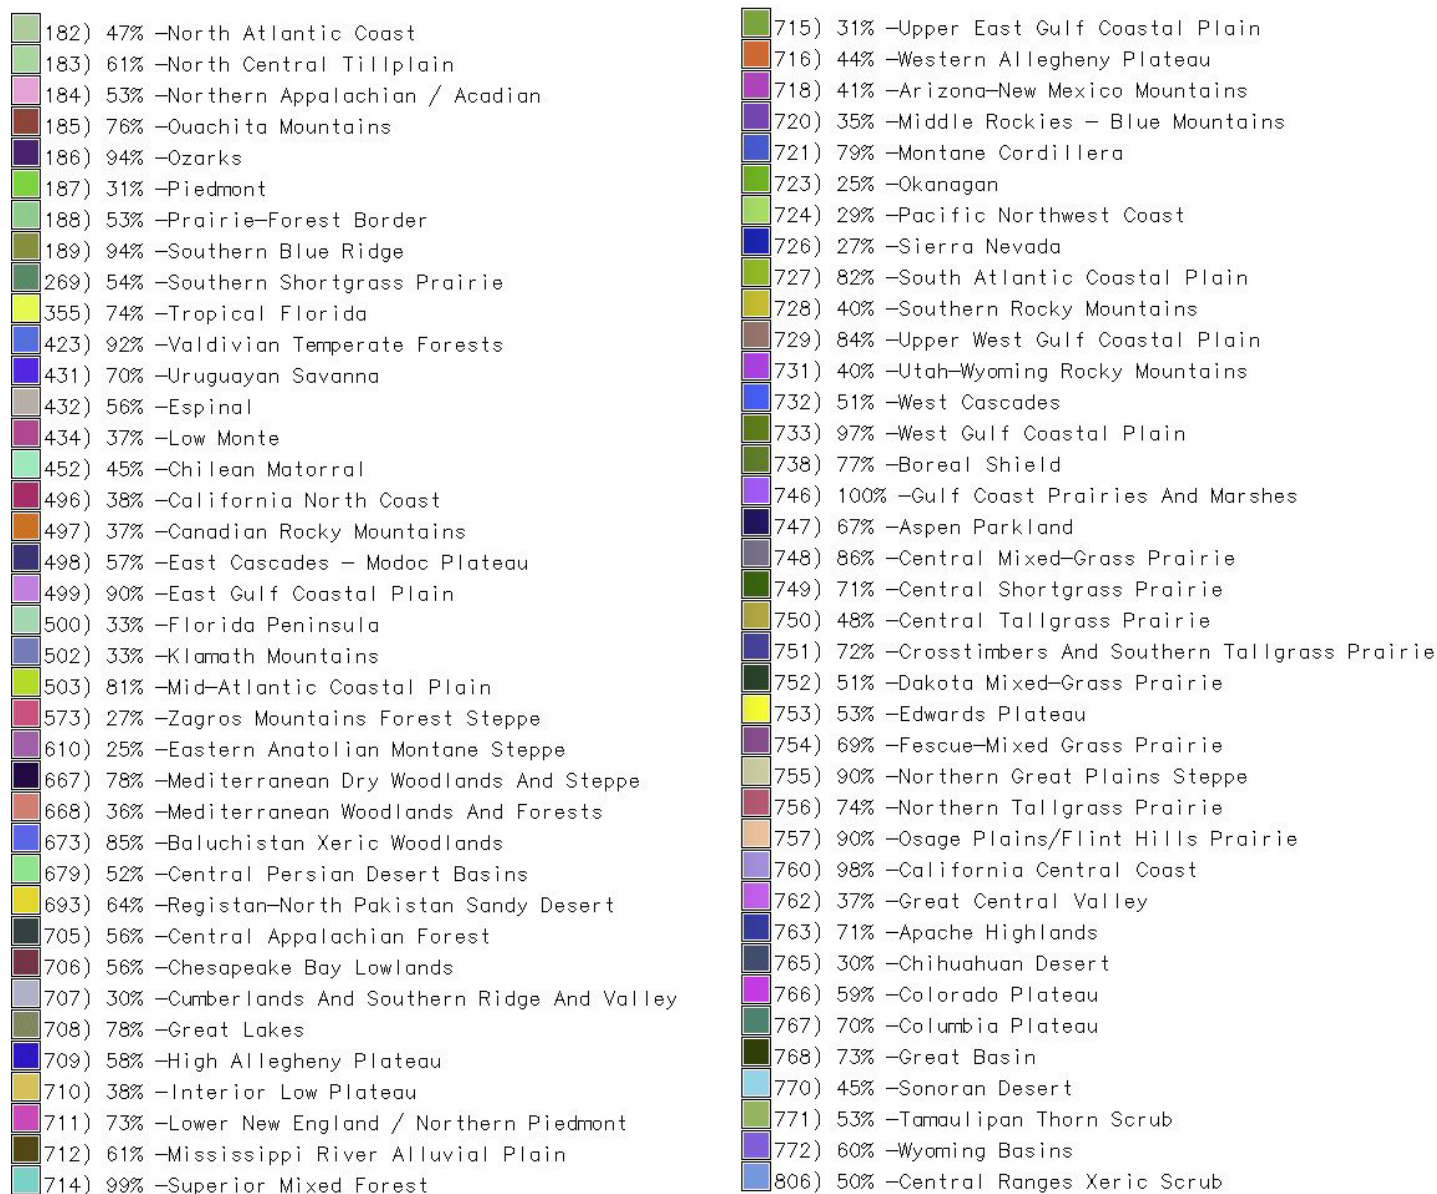 182) 47% –North Atlantic Coast
183) 61% –North Central Tillplain
184) 53% –Northern Appalachian / Acadian
185) 76% –Ouachita Mountains
186) 94% –Ozarks
187) 31% –Piedmont
188) 53% –Prairie–Forest Border
189) 94% –Southern Blue Ridge
269) 54% –Southern Shortgrass Prairie
355) 74% –Tropical Florida
423) 92% –Valdivian Temperate Forests
431) 70% –Uruguayan Savanna
432) 56% –Espinal
434) 37% –Low Monte
452) 45% –Chilean Matorral
496) 38% –California North Coast
497) 37% –Canadian Rocky Mountains
498) 57% –East Cascades – Modoc Plateau
499) 90% –East Gulf Coastal Plain
500) 33% –Florida Peninsula
502) 33% –Klamath Mountains
503) 81% –Mid–Atlantic Coastal Plain
573) 27% –Zagros Mountains Forest Steppe
610) 25% –Eastern Anatolian Montane Steppe
667) 78% –Mediterranean Dry Woodlands And Steppe
668) 36% –Mediterranean Woodlands And Forests
673) 85% –Baluchistan Xeric Woodlands
679) 52% –Central Persian Desert Basins
693) 64% –Registan–North Pakistan Sandy Desert
705) 56% –Central Appalachian Forest
706) 56% –Chesapeake Bay Lowlands
707) 30% –Cumberlands And Southern Ridge And Valley
708) 78% –Great Lakes
709) 58% –High Allegheny Plateau
710) 38% –Interior Low Plateau
711) 73% –Lower New England / Northern Piedmont
712) 61% –Mississippi River Alluvial Plain
714) 99% –Superior Mixed Forest
715) 31% –Upper East Gulf Coastal Plain
716) 44% –Western Allegheny Plateau
718) 41% –Arizona–New Mexico Mountains
720) 35% –Middle Rockies – Blue Mountains
721) 79% –Montane Cordillera
723) 25% –Okanagan
724) 29% –Pacific Northwest Coast
726) 27% –Sierra Nevada
727) 82% –South Atlantic Coastal Plain
728) 40% –Southern Rocky Mountains
729) 84% –Upper West Gulf Coastal Plain
731) 40% –Utah–Wyoming Rocky Mountains
732) 51% –West Cascades
733) 97% –West Gulf Coastal Plain
738) 77% –Boreal Shield
746) 100% –Gulf Coast Prairies And Marshes
747) 67% –Aspen Parkland
748) 86% –Central Mixed–Grass Prairie
749) 71% –Central Shortgrass Prairie
750) 48% –Central Tallgrass Prairie
751) 72% –Crosstimbers And Southern Tallgrass Prairie
752) 51% –Dakota Mixed–Grass Prairie
753) 53% –Edwards Plateau
754) 69% –Fescue–Mixed Grass Prairie
755) 90% –Northern Great Plains Steppe
756) 74% –Northern Tallgrass Prairie
757) 90% –Osage Plains/Flint Hills Prairie
760) 98% –California Central Coast
762) 37% –Great Central Valley
763) 71% –Apache Highlands
765) 30% –Chihuahuan Desert
766) 59% –Colorado Plateau
767) 70% –Columbia Plateau
768) 73% –Great Basin
770) 45% –Sonoran Desert
771) 53% –Tamaulipan Thorn Scrub
772) 60% –Wyoming Basins
806) 50% –Central Ranges Xeric Scrub